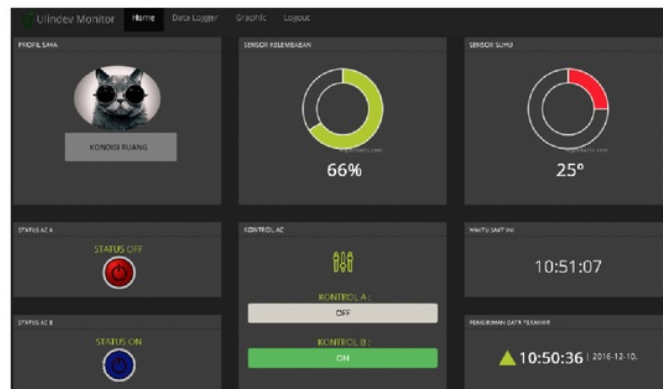 Ulindev Monitor Home Data Logger Graphic Logout
PROFIL SAYA
KONDISI RUANG
SENSOR KELEMBABAN
66%
SENSOR SUHU
25°
STATUS AC A
STATUS OFF
STATUS AC B
STATUS ON
KONTROL AC
KONTROL A :
OFF
KONTROL B :
ON
WAKTU SAAT INI
10:51:07
PENGIRIMAN DATA TERAKHIR
10:50:36 | 2016-12-10.